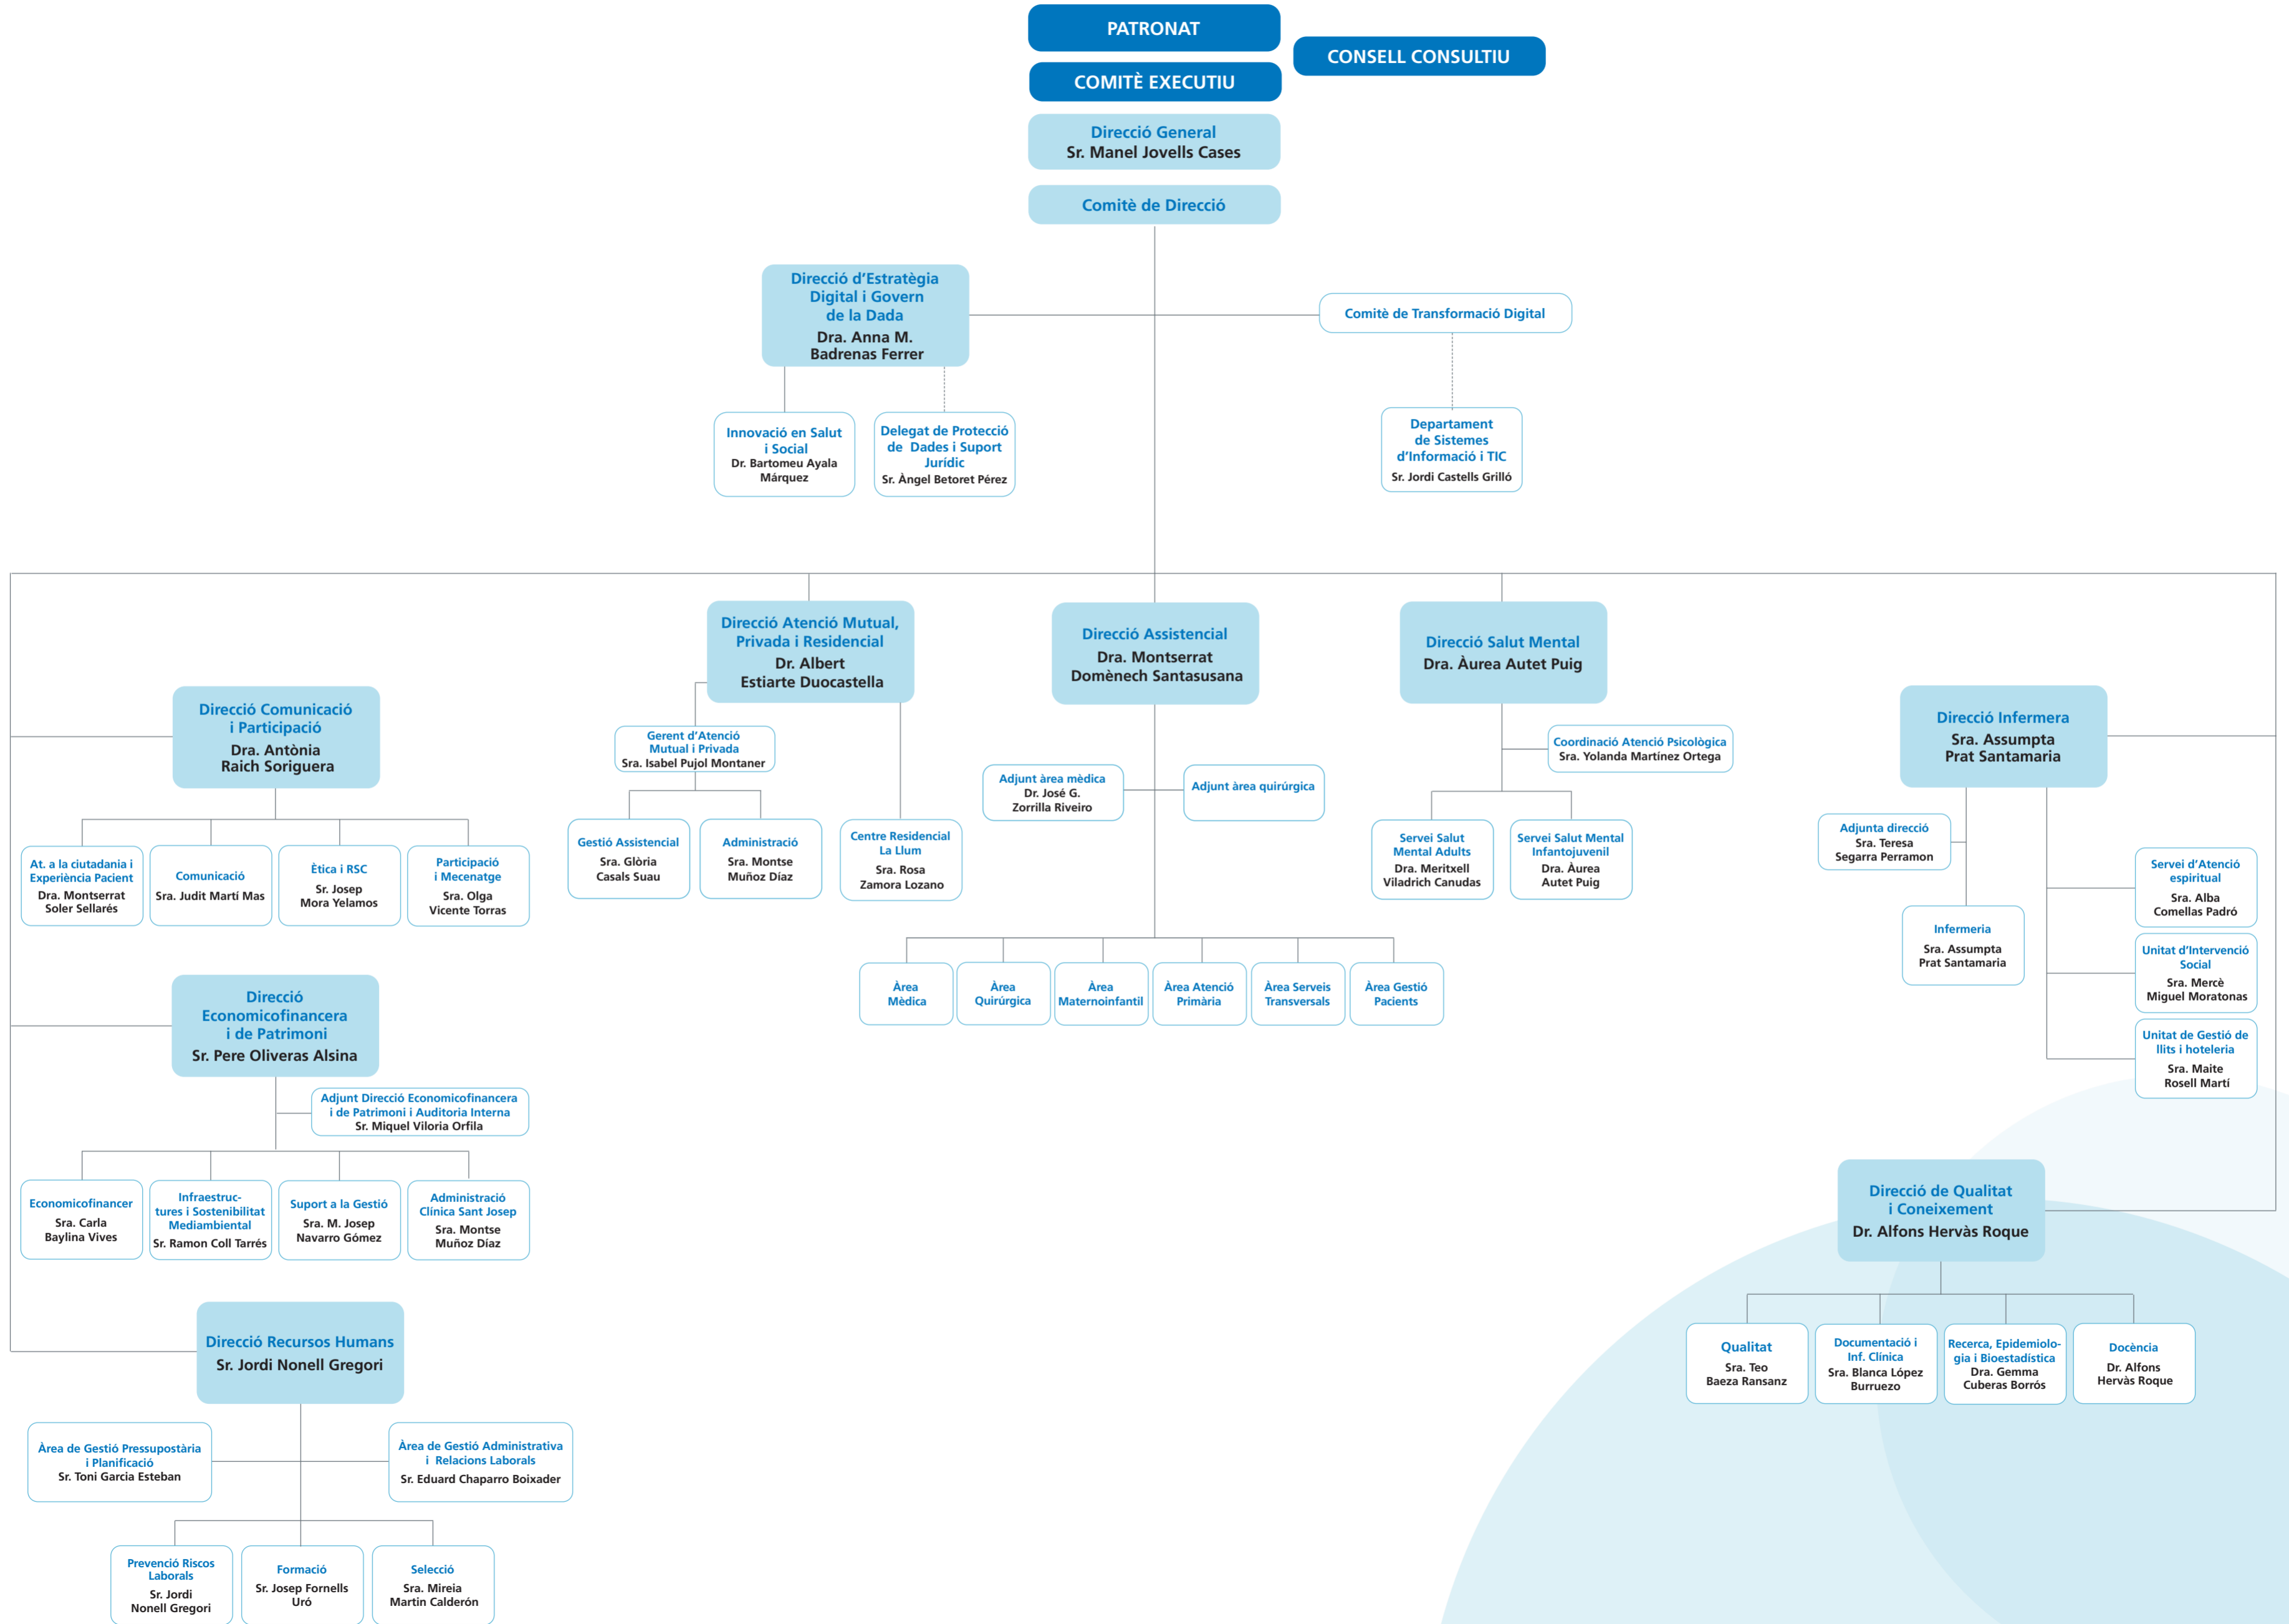 PATRONAT
CONSELL CONSULTIU
COMITÈ EXECUTIU
Direcció General
Sr. Manel Jovells Cases
Comitè de Direcció
Direcció d’Estratègia
Digital i Govern
de la Dada
Dra. Anna M.
Badrenas Ferrer
Comitè de Transformació Digital
Innovació en Salut
i Social
Dr. Bartomeu Ayala
Márquez
Delegat de Protecció
de Dades i Suport
Jurídic
Sr. Àngel Betoret Pérez
Departament
de Sistemes
d’Informació i TIC
Sr. Jordi Castells Grilló
Direcció Atenció Mutual,
Privada i Residencial
Dr. Albert
Estiarte Duocastella
Gerent d’Atenció
Mutual i Privada
Sra. Isabel Pujol Montaner
Gestió Assistencial
Sra. Glòria
Casals Suau
Administració
Sra. Montse
Muñoz Díaz
Centre Residencial
La Llum
Sra. Rosa
Zamora Lozano
Direcció Assistencial
Dra. Montserrat
Domènech Santasusana
Adjunt àrea mèdica
Dr. José G.
Zorrilla Riveiro
Adjunt àrea quirúrgica
Àrea
Mèdica
Àrea
Quirúrgica
Àrea
Maternoinfantil
Àrea Atenció
Primària
Àrea Serveis
Transversals
Àrea Gestió
Pacients
Direcció Salut Mental
Dra. Àurea Autet Puig
Coordinació Atenció Psicològica
Sra. Yolanda Martínez Ortega
Servei Salut
Mental Adults
Dra. Meritxell
Viladrich Canudas
Servei Salut Mental
Infantojuvenil
Dra. Àurea
Autet Puig
Direcció Comunicació
i Participació
Dra. Antònia
Raich Soriguera
At. a la ciutadania i
Experiència Pacient
Dra. Montserrat
Soler Sellarés
Comunicació
Sra. Judit Martí Mas
Ètica i RSC
Sr. Josep
Mora Yelamos
Participació
i Mecenatge
Sra. Olga
Vicente Torras
Direcció Infermera
Sra. Assumpta
Prat Santamaria
Adjunta direcció
Sra. Teresa
Segarra Perramon
Infermeria
Sra. Assumpta
Prat Santamaria
Servei d’Atenció
espiritual
Sra. Alba
Comellas Padró
Unitat d’Intervenció
Social
Sra. Mercè
Miguel Moratonas
Unitat de Gestió de
llits i hoteleria
Sra. Maite
Rosell Martí
Direcció
Economicofinancera
i de Patrimoni
Sr. Pere Oliveras Alsina
Adjunt Direcció Economicofinancera
i de Patrimoni i Auditoria Interna
Sr. Miquel Viloria Orfila
Economicofinancer
Sra. Carla
Baylina Vives
Infraestruc-
tures i Sostenibilitat
Mediambiental
Sr. Ramon Coll Tarrés
Suport a la Gestió
Sra. M. Josep
Navarro Gómez
Administració
Clínica Sant Josep
Sra. Montse
Muñoz Díaz
Direcció de Qualitat
i Coneixement
Dr. Alfons Hervàs Roque
Qualitat
Sra. Teo
Baeza Ransanz
Documentació i
Inf. Clínica
Sra. Blanca López
Burruezo
Recerca, Epidemiolo-
gia i Bioestadística
Dra. Gemma
Cuberas Borrós
Docència
Dr. Alfons
Hervàs Roque
Direcció Recursos Humans
Sr. Jordi Nonell Gregori
Àrea de Gestió Pressupostària
i Planificació
Sr. Toni Garcia Esteban
Àrea de Gestió Administrativa
i Relacions Laborals
Sr. Eduard Chaparro Boixader
Prevenció Riscos
Laborals
Sr. Jordi
Nonell Gregori
Formació
Sr. Josep Fornells
Uró
Selecció
Sra. Mireia
Martin Calderón